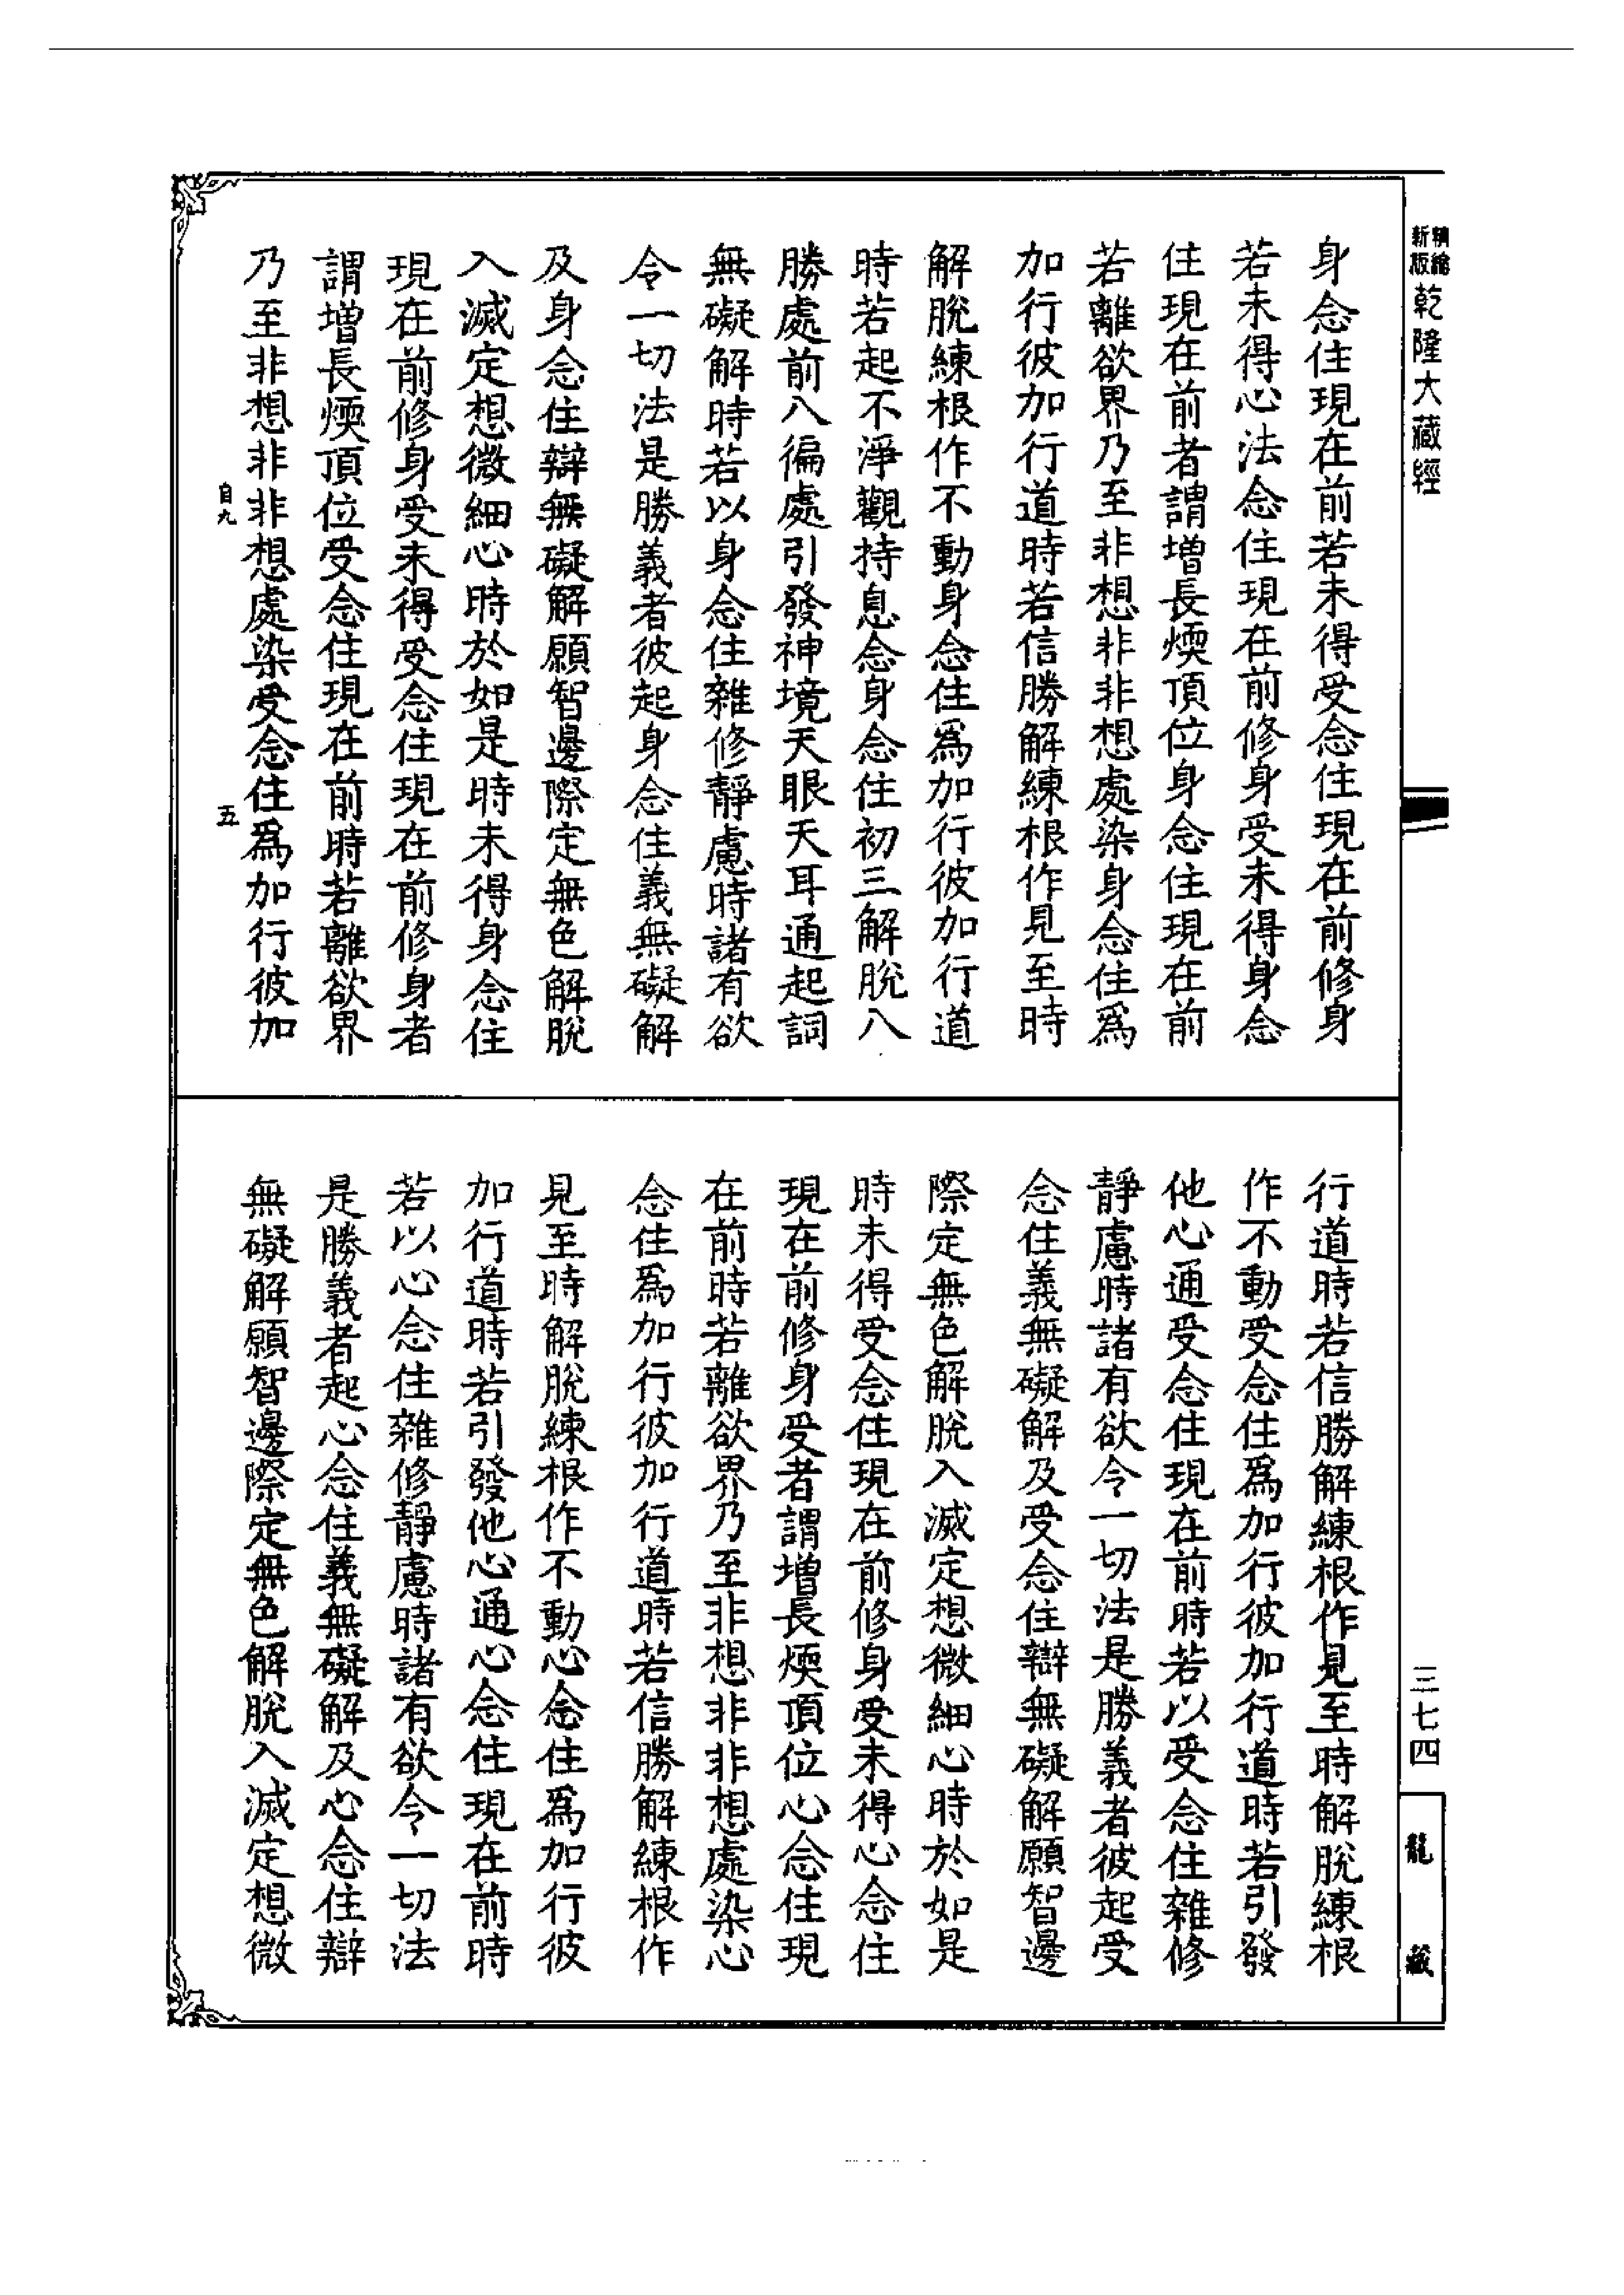 精縮新版乾隆大藏經
身念住現在前若未得受念住現在前修身
若未得心法念住現在前修身受未得身念
住現在前者謂增長煗頂位身念住現在前
若離欲界乃至非想非非想處染身念住爲
加行彼加行道時若信勝解練根作見至時
解脫練根作不動身念住爲加行彼加行道
時若起不淨觀持息念身念住初三解脫八
勝處前八徧處引發神境天眼天耳通起詞
無礙解時若以身念住雜修靜慮時諸有欲
令一切法是勝義者彼起身念住義無礙解
及身念住辯無礙解願智邊際定無色解脫
入滅定想微細心時於如是時未得身念住
現在前修身受未得受念住現在前修身者
謂增長煗頂位受念住現在前時若離欲界
乃至非想非非想處染受念住爲加行彼加
自九
五
行道時若信勝解練根作見至時解脫練根
作不動受念住爲加行彼加行道時若引發
他心通受念住現在前時若以受念住雜修
靜慮時諸有欲令一切法是勝義者彼起受
念住義無礙解及受念住辯無礙解願智邊
際定無色解脫入滅定想微細心時於如是
時未得受念住現在前修身受未得心念住
現在前修身受者謂增長煗頂位心念住現
在前時若離欲界乃至非想非非想處染心
念住爲加行彼加行道時若信勝解練根作
見至時解脫練根作不動心念住爲加行彼
加行道時若引發他心通心念住現在前時
若以心念住雜修靜慮時諸有欲令一切法
是勝義者起心念住義無礙解及心念住辯
無礙解願智邊際定無色解脫入滅定想微
三七四
龍藏